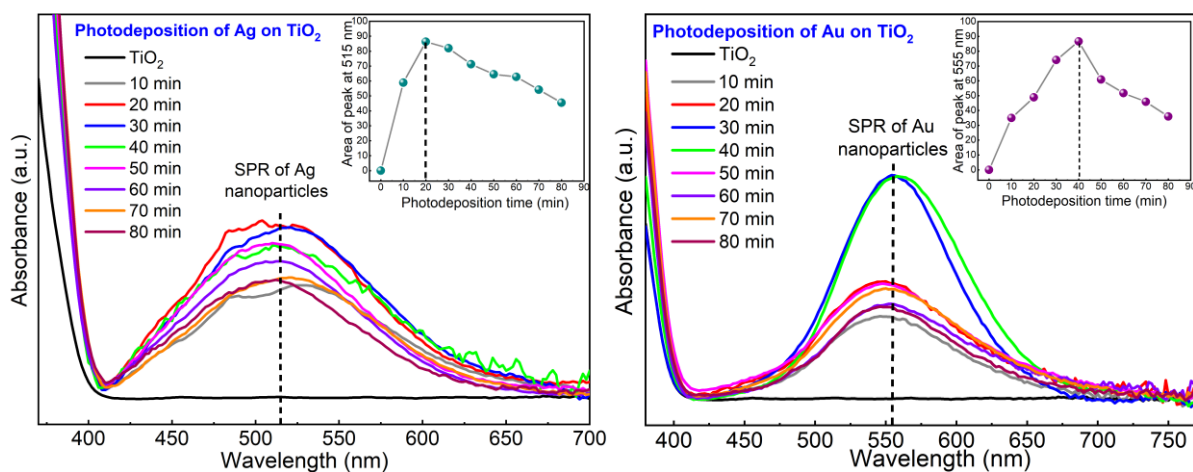 Photodeposition of Ag on TiO₂
TiO₂
10 min
20 min
30 min
40 min
50 min
60 min
70 min
80 min
SPR of Ag
nanoparticles
Absorbance (a.u.)
400 450 500 550 600 650 700
Wavelength (nm)
Area of peak at 515 nm
100
90
80
70
60
50
40
30
20
10
0
0 10 20 30 40 50 60 70 80 90
Photodeposition time (min)
Photodeposition of Au on TiO₂
TiO₂
10 min
20 min
30 min
40 min
50 min
60 min
70 min
80 min
SPR of Au
nanoparticles
Absorbance (a.u.)
400 450 500 550 600 650 700 750
Wavelength (nm)
Area of peak at 555 nm
100
90
80
70
60
50
40
30
20
10
0
0 10 20 30 40 50 60 70 80 90
Photodeposition time (min)